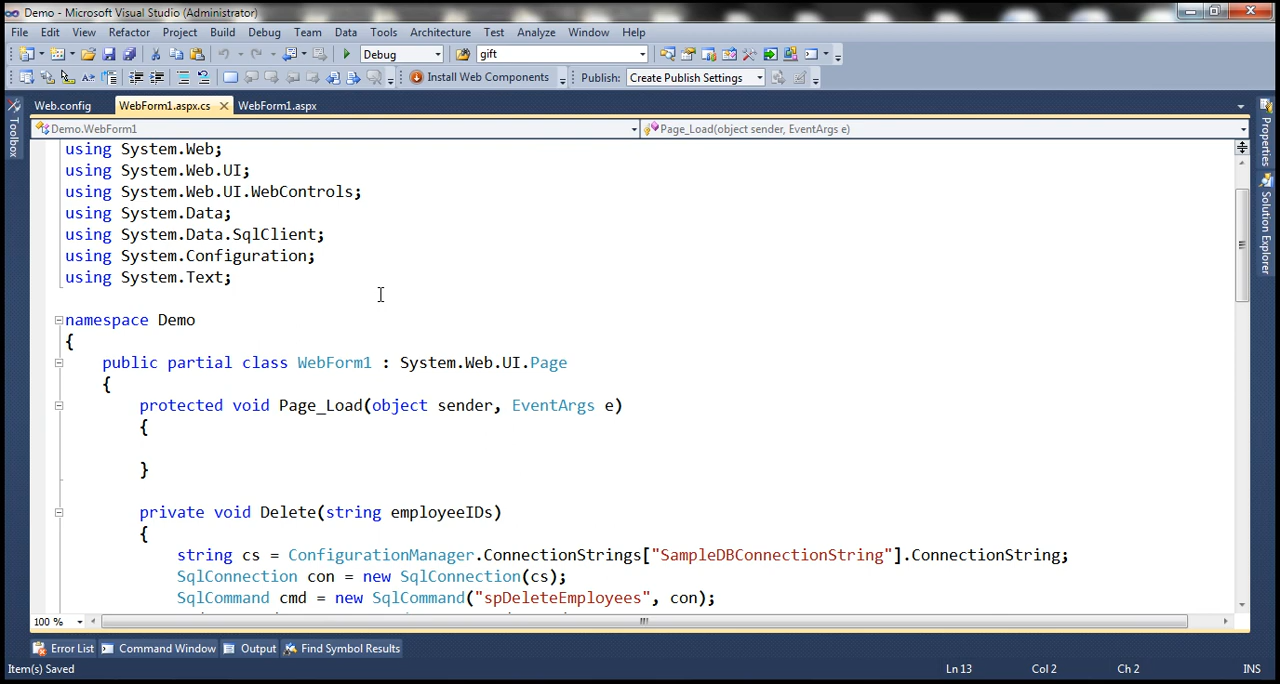 Demo - Microsoft Visual Studio (Administrator)
File Edit View Refactor Project Build Debug Team Data Tools Architecture Test Analyze Window Help
Debug gift
Install Web Components Publish: Create Publish Settings
Web.config WebForm1.aspx.cs WebForm1.aspx
Toolbox
Demo.WebForm1 Page_Load(object sender, EventArgs e)
Properties
Solution Explorer
using System.Web;
using System.Web.UI;
using System.Web.UI.WebControls;
using System.Data;
using System.Data.SqlClient;
using System.Configuration;
using System.Text;
namespace Demo
{
public partial class WebForm1 : System.Web.UI.Page
{
protected void Page_Load(object sender, EventArgs e)
{
}
private void Delete(string employeeIDs)
{
string cs = ConfigurationManager.ConnectionStrings["SampleDBConnectionString"].ConnectionString;
SqlConnection con = new SqlConnection(cs);
SqlCommand cmd = new SqlCommand("spDeleteEmployees", con);
100 %
Error List Command Window Output Find Symbol Results
Item(s) Saved Ln 13 Col 2 Ch 2 INS